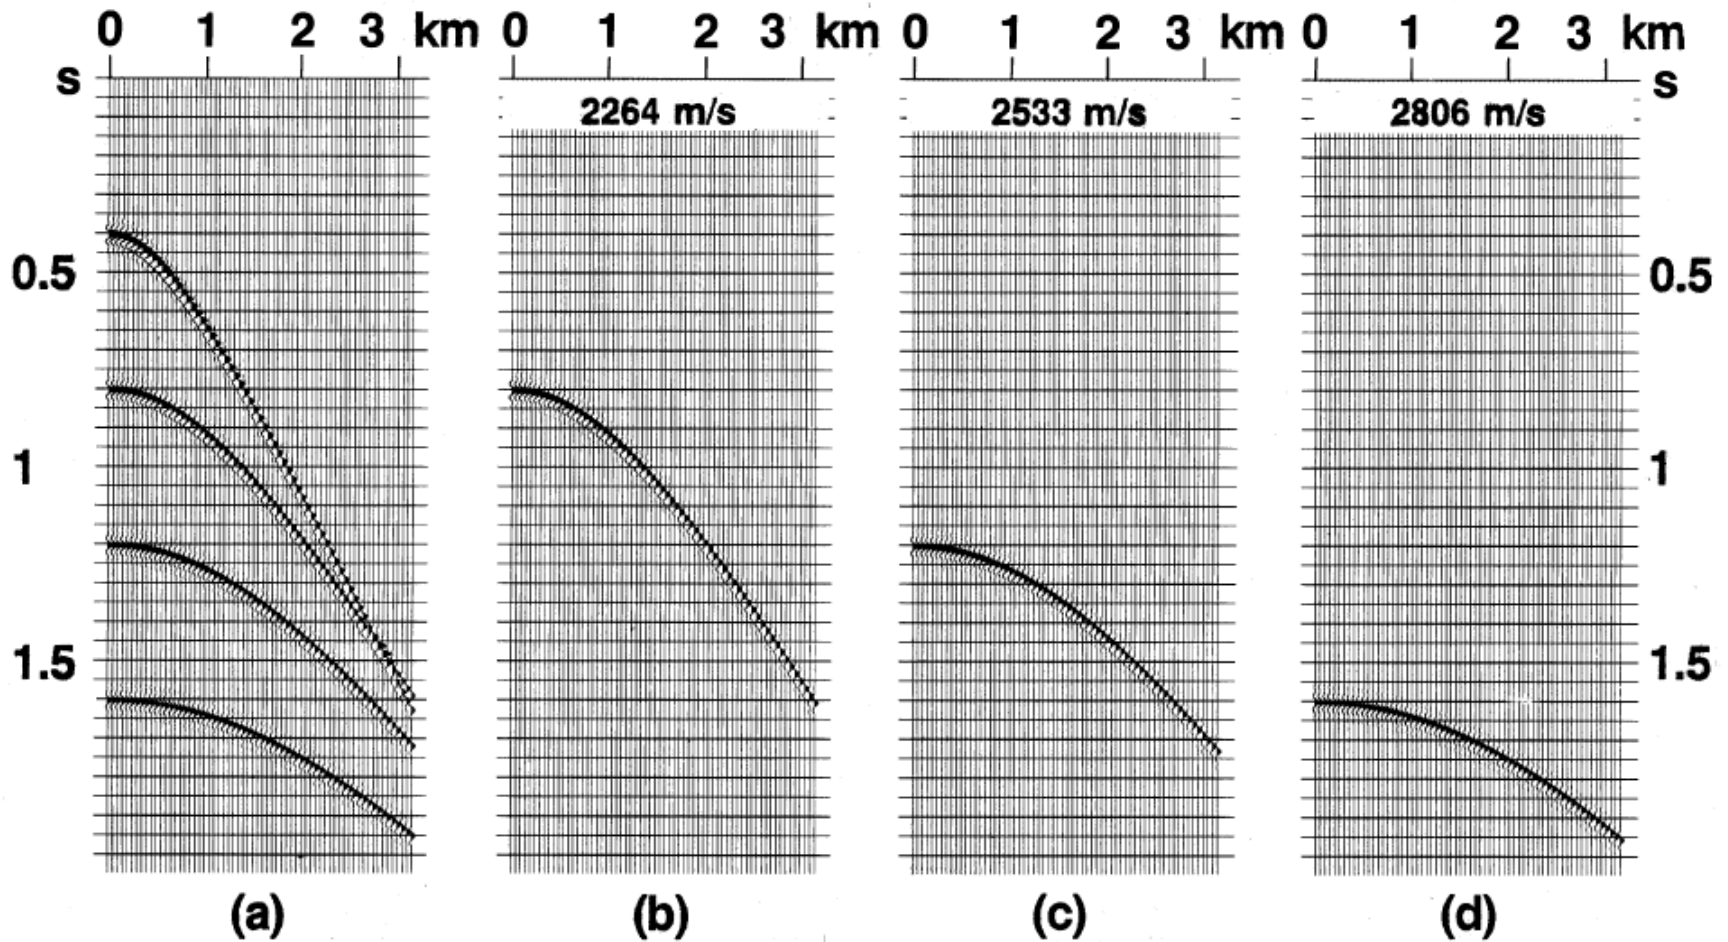 0 1 2 3 km 0 1 2 3 km 0 1 2 3 km 0 1 2 3 km
s s
2264 m/s 2533 m/s 2806 m/s
0.5 0.5
1 1
1.5 1.5
(a) (b) (c) (d)